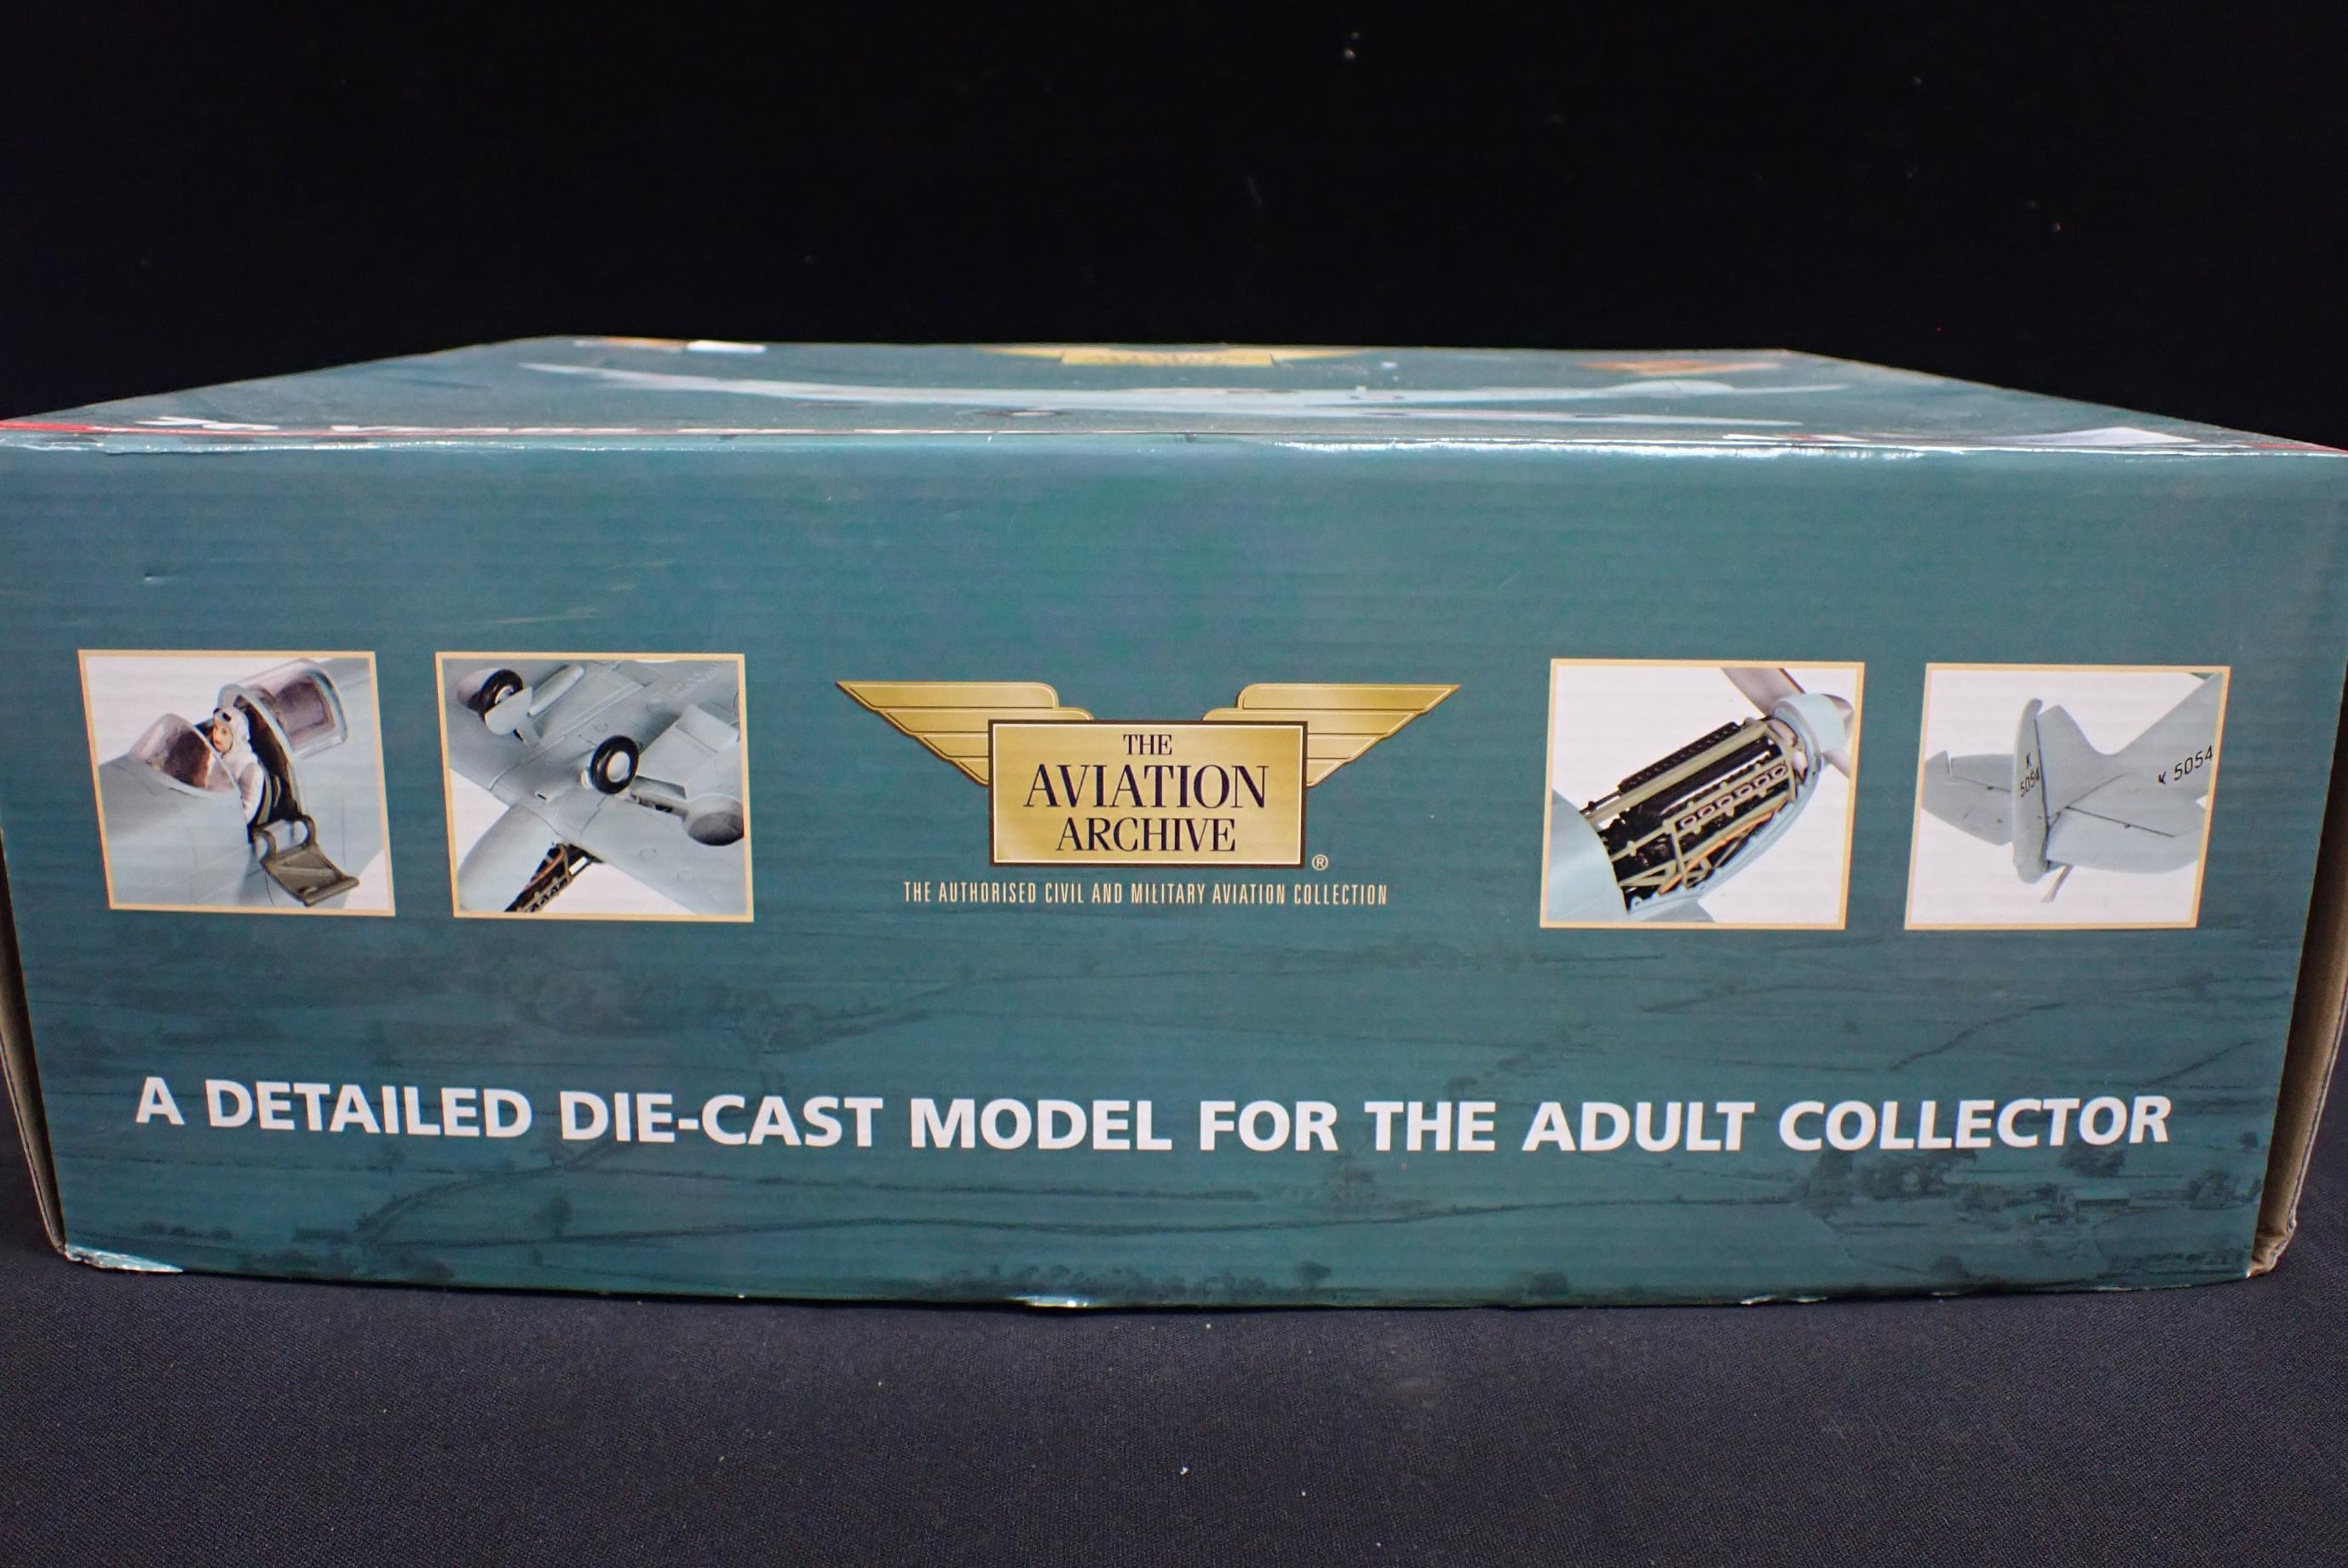 THE
AVIATION
ARCHIVE
®
THE AUTHORISED CIVIL AND MILITARY AVIATION COLLECTION
K
5054
K 5054
A DETAILED DIE-CAST MODEL FOR THE ADULT COLLECTOR